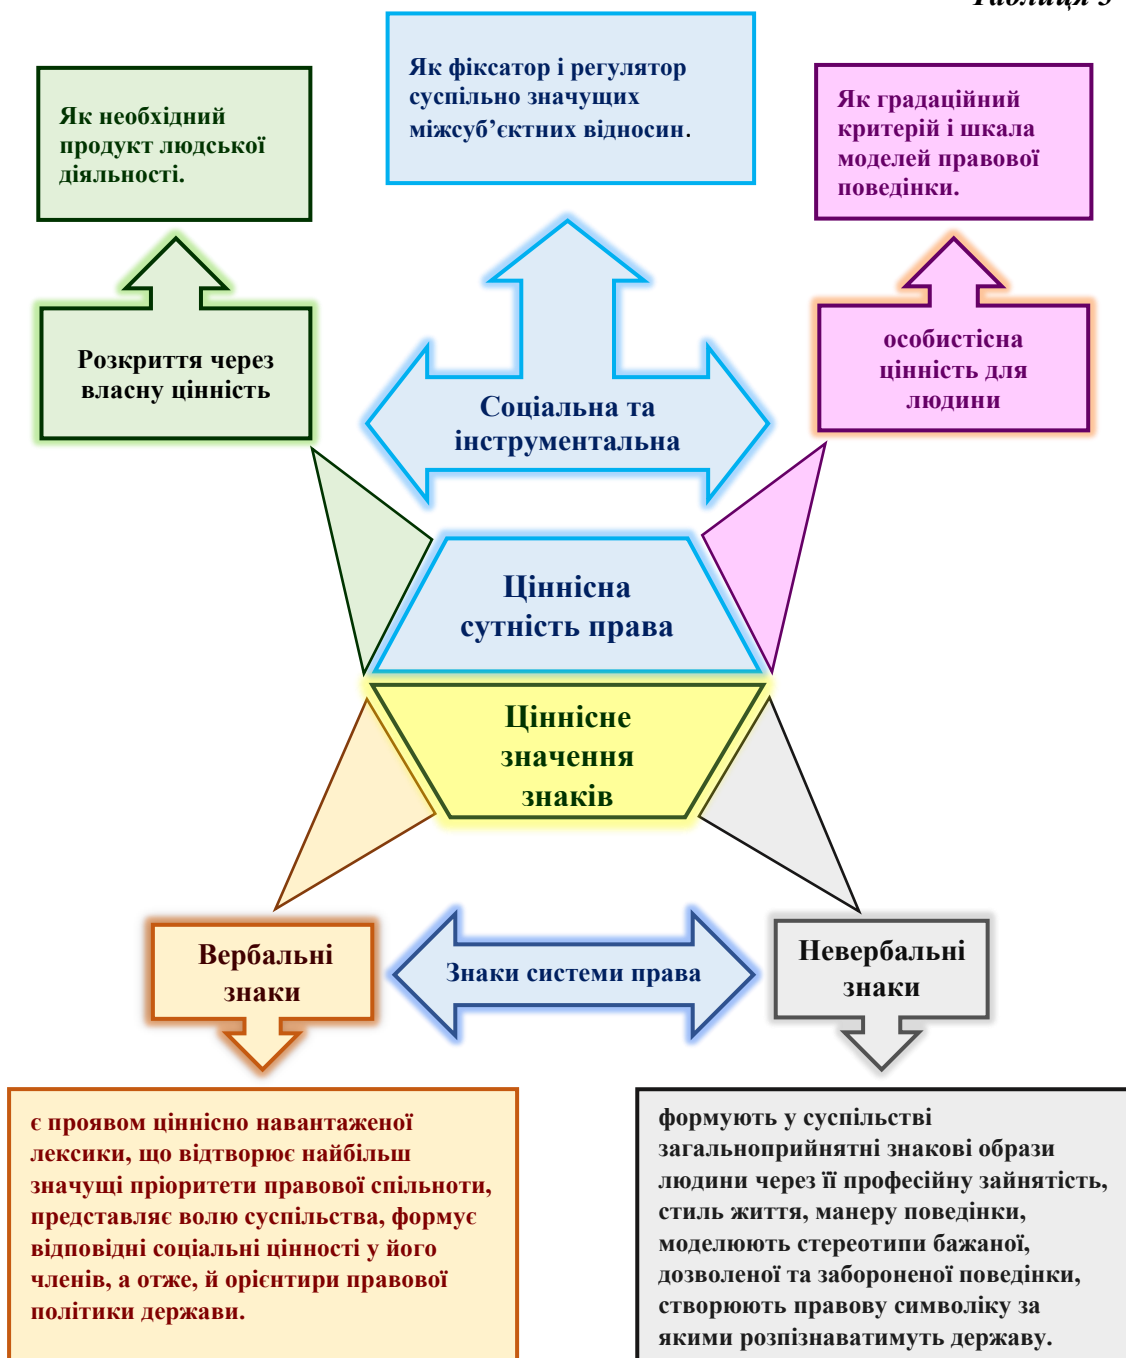 Таблиця 3
Як фіксатор і регулятор
суспільно значущих
міжсуб’єктних відносин.
Як необхідний
продукт людської
діяльності.
Як градаційний
критерій і шкала
моделей правової
поведінки.
Розкриття через
власну цінність
Соціальна та
інструментальна
особистісна
цінність для
людини
Ціннісна
сутність права
Ціннісне
значення
знаків
Вербальні
знаки
Знаки системи права
Невербальні
знаки
є проявом ціннісно навантаженої
лексики, що відтворює найбільш
значущі пріоритети правової спільноти,
представляє волю суспільства, формує
відповідні соціальні цінності у його
членів, а отже, й орієнтири правової
політики держави.
формують у суспільстві
загальноприйнятні знакові образи
людини через її професійну зайнятість,
стиль життя, манеру поведінки,
моделюють стереотипи бажаної,
дозволеної та забороненої поведінки,
створюють правову символіку за
якими розпізнаватимуть державу.